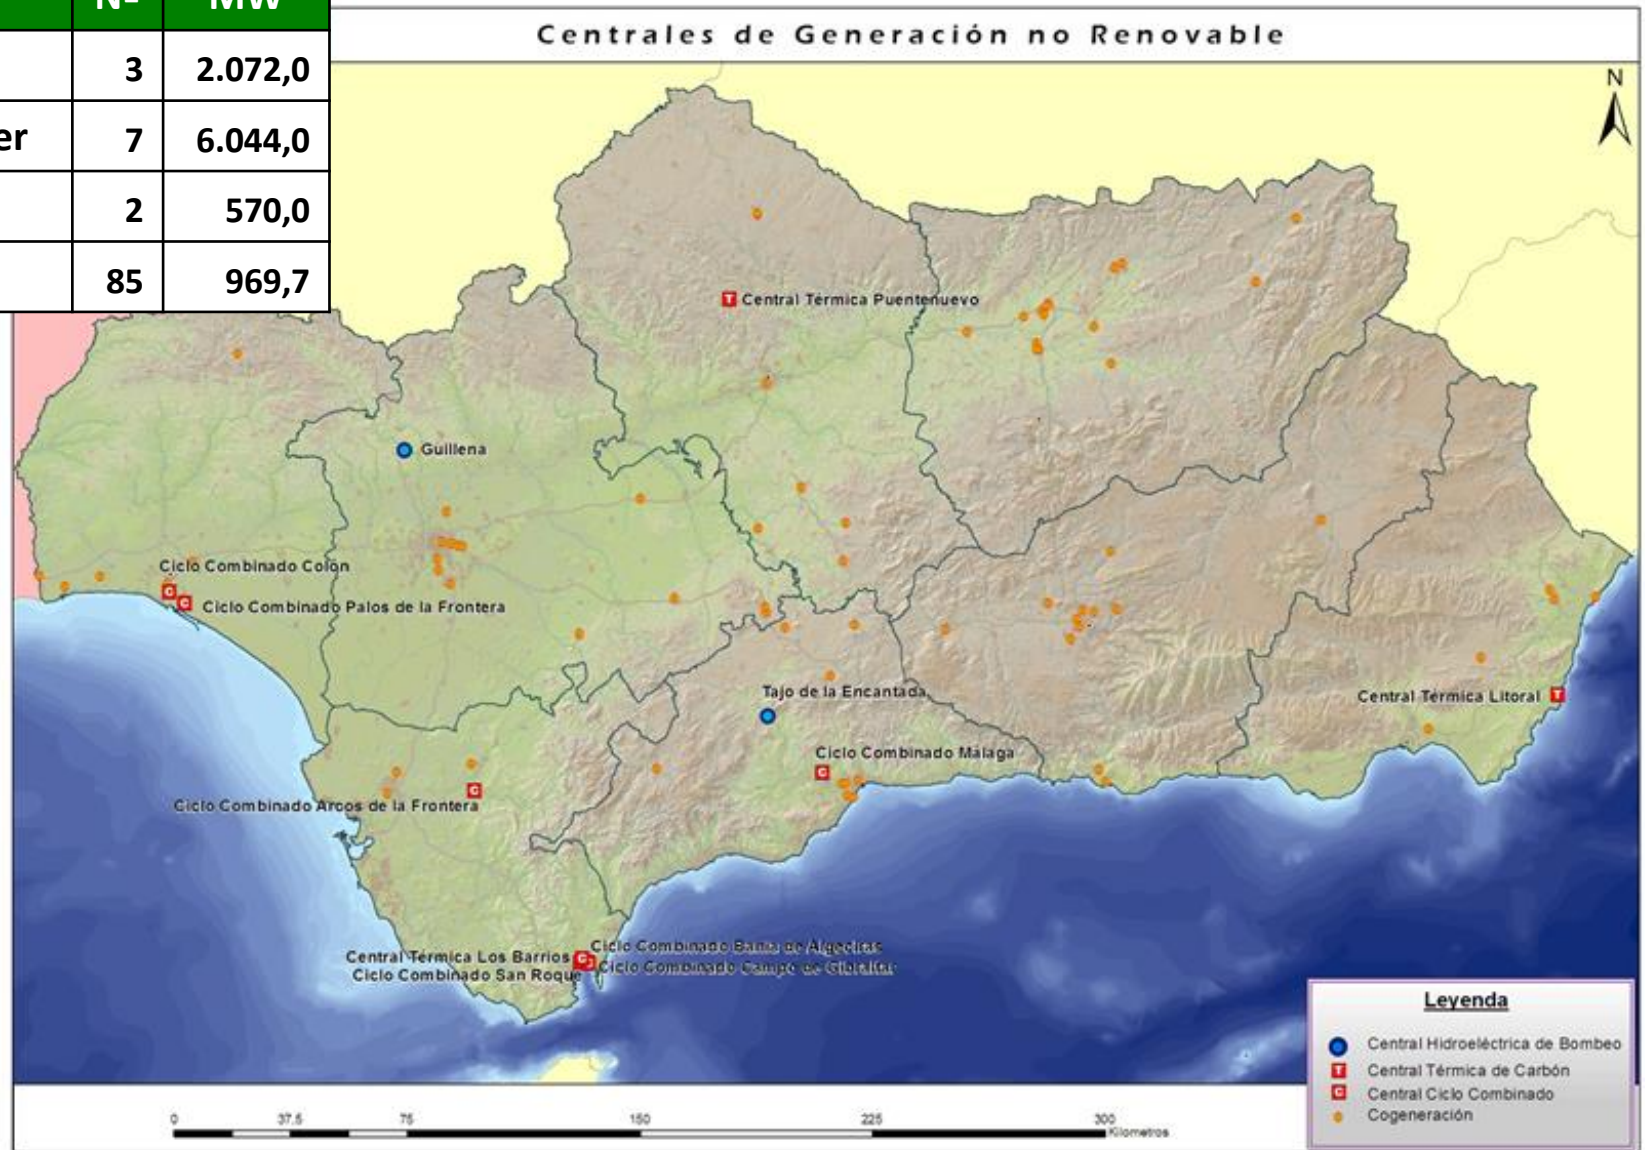 Nº MW
3 2.072,0
er 7 6.044,0
2 570,0
85 969,7
Centrales de Generación no Renovable
N
Central Térmica Puentenuevo
Guillena
Ciclo Combinado Colón
Ciclo Combinado Palos de la Frontera
Tajo de la Encantada
Central Térmica Litoral
Ciclo Combinado Málaga
Ciclo Combinado Arcos de la Frontera
Ciclo Combinado Bahía de Algeciras
Central Térmica Los Barrios
Ciclo Combinado Campo de Gibraltar
Ciclo Combinado San Roque
Leyenda
Central Hidroeléctrica de Bombeo
T Central Térmica de Carbón
C Central Ciclo Combinado
Cogeneración
0 37,5 75 150 225 300
Kilometros